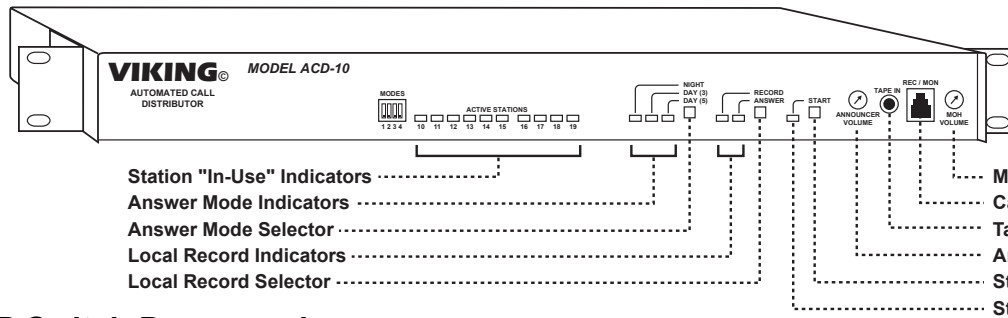 VIKING© MODEL ACD-10
AUTOMATED CALL
DISTRIBUTOR
MODES
1 2 3 4
ACTIVE STATIONS
10 11 12 13 14 15 16 17 18 19
NIGHT
DAY (3)
DAY (5)
RECORD
ANSWER
START
ANNOUNCER
VOLUME
TAPE IN
REC / MON
MOH
VOLUME
Station "In-Use" Indicators
Answer Mode Indicators
Answer Mode Selector
Local Record Indicators
Local Record Selector